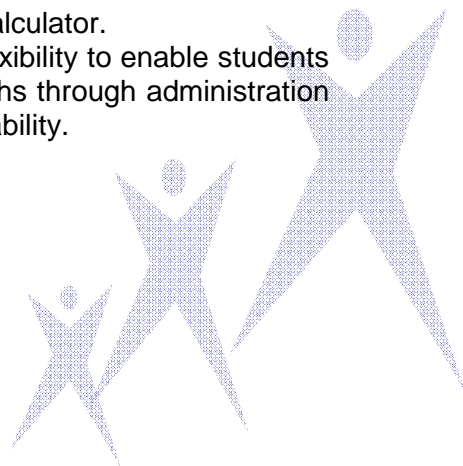 alculator.
xibility to enable students
hs through administration
ability.